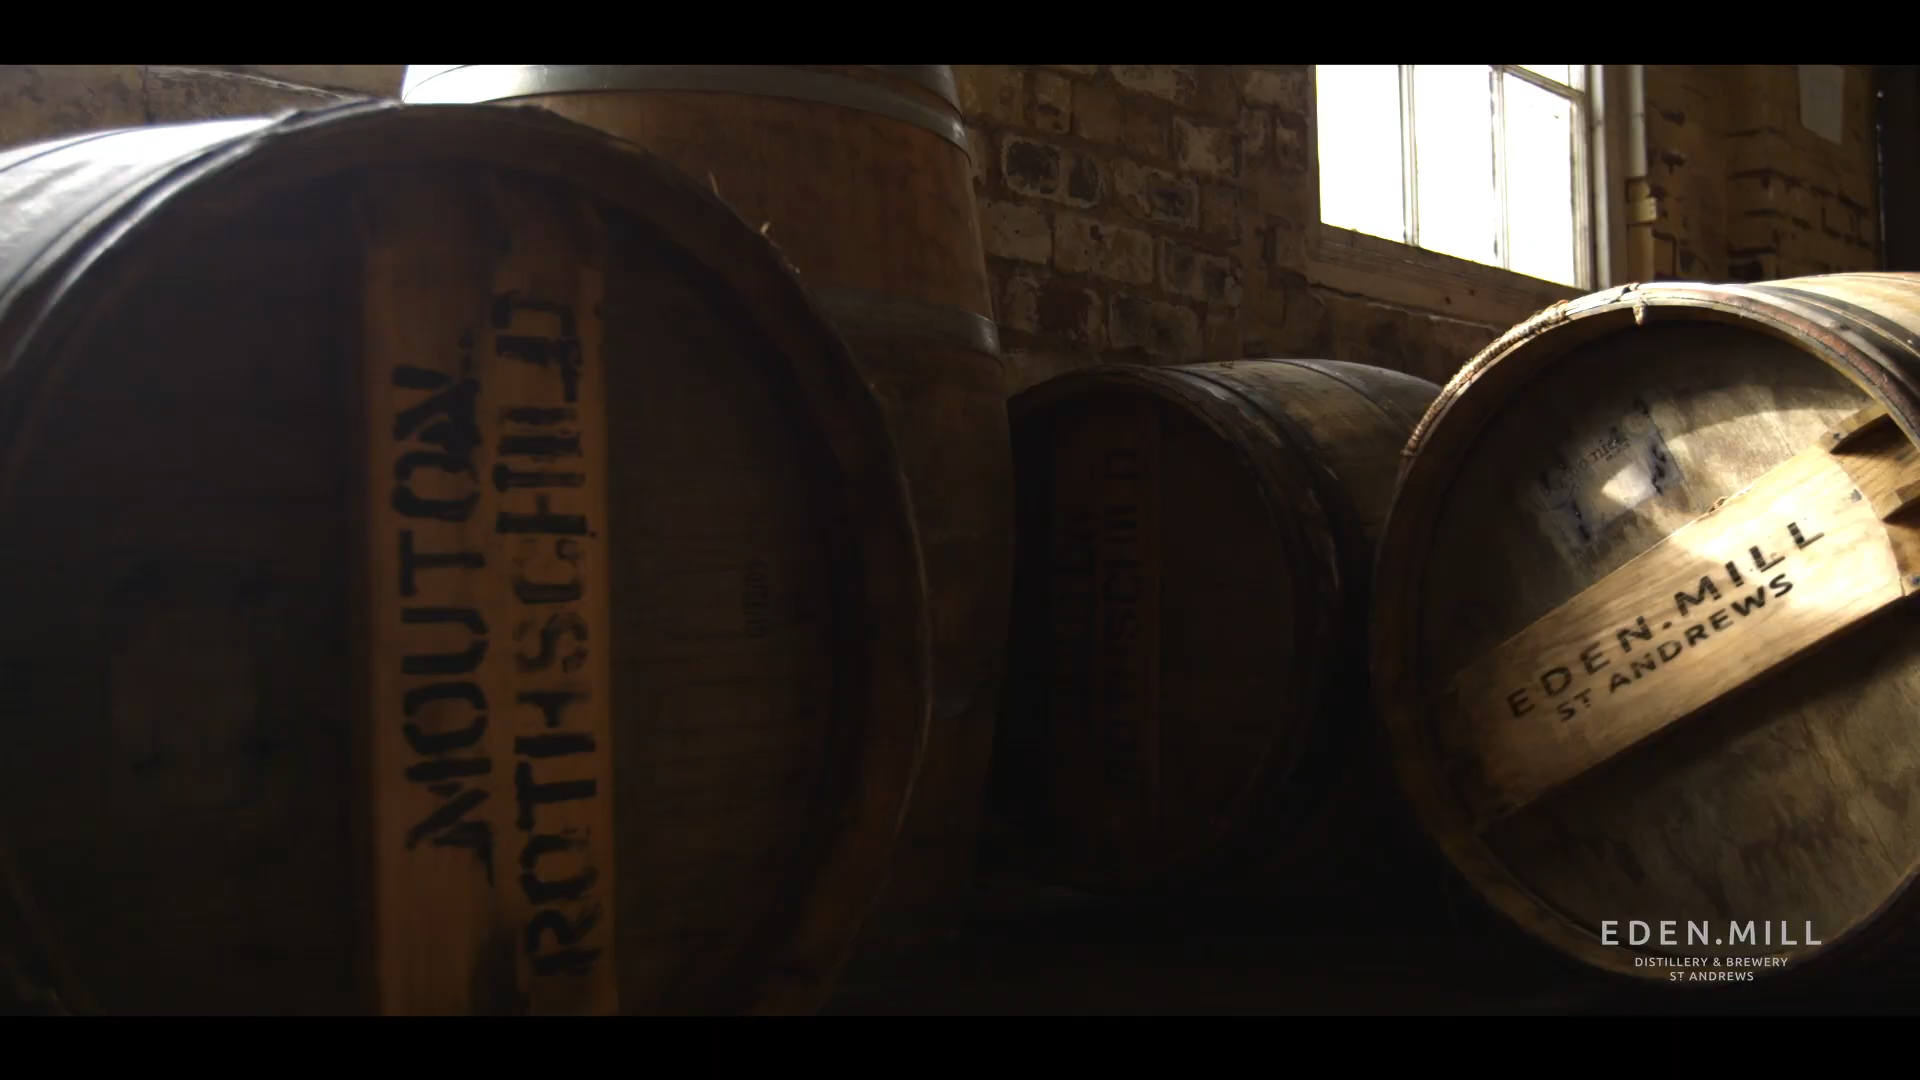 MOUTON
ROTHSCHILD
EDEN.MILL
ST ANDREWS
EDEN.MILL
DISTILLERY & BREWERY
ST ANDREWS